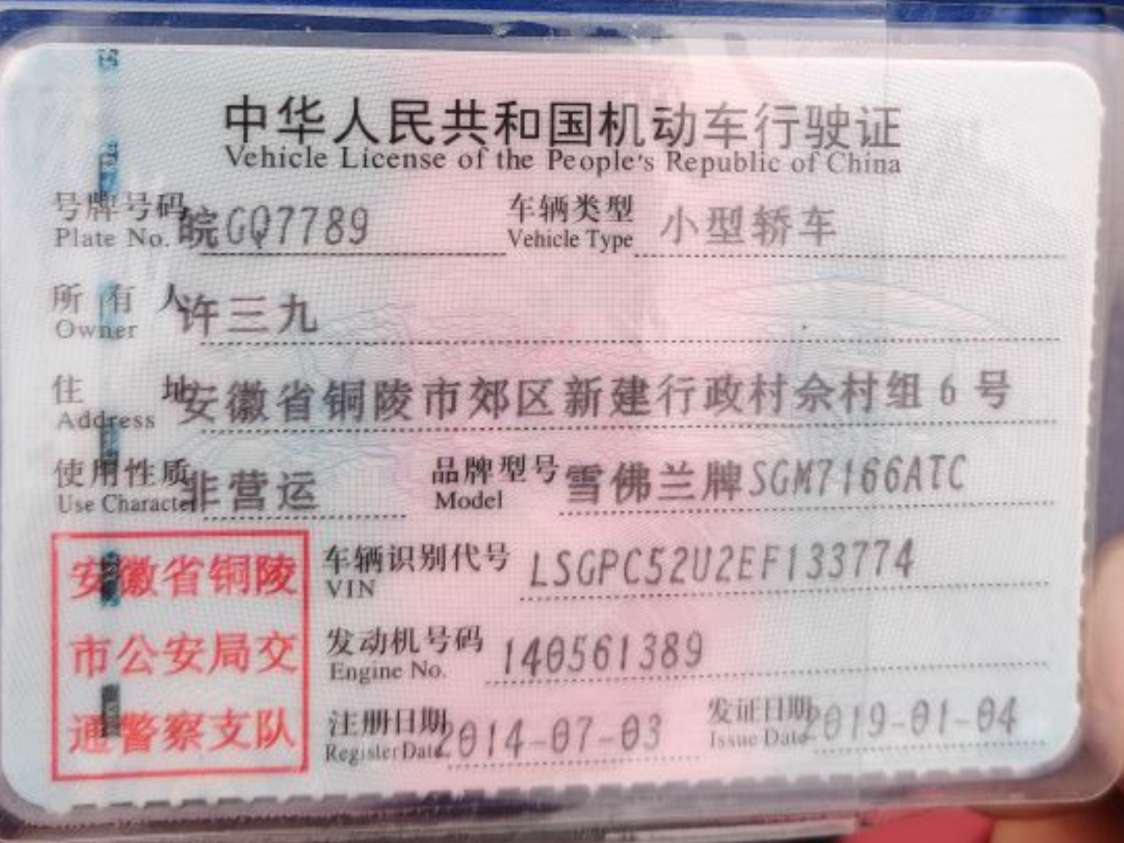 中华人民共和国机动车行驶证
Vehicle License of the People's Republic of China
号牌号码 皖GQ7789 车辆类型 小型轿车
Plate No. Vehicle Type
所有人 许三九
Owner
住址 安徽省铜陵市郊区新建行政村佘村组6号
Address
使用性质 非营运 品牌型号 雪佛兰牌SGM7166ATC
Use Character Model
安徽省铜陵 车辆识别代号 LSGPC52U2EF133774
VIN
市公安局交 发动机号码 140561389
Engine No.
通警察支队 注册日期 2014-07-03 发证日期 2019-01-04
Register Date Issue Date